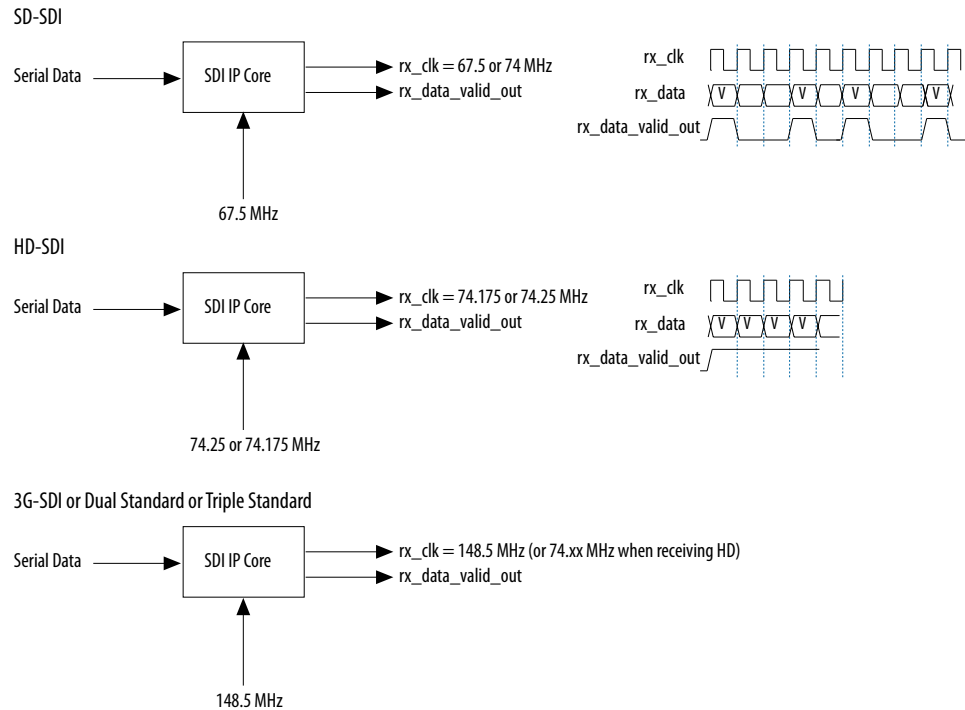 SD-SDI
Serial Data
SDI IP Core
rx_clk = 67.5 or 74 MHz
rx_data_valid_out
67.5 MHz
rx_clk
rx_data
V V V V
rx_data_valid_out
HD-SDI
Serial Data
SDI IP Core
rx_clk = 74.175 or 74.25 MHz
rx_data_valid_out
74.25 or 74.175 MHz
rx_clk
rx_data
V V V V
rx_data_valid_out
3G-SDI or Dual Standard or Triple Standard
Serial Data
SDI IP Core
rx_clk = 148.5 MHz (or 74.xx MHz when receiving HD)
rx_data_valid_out
148.5 MHz